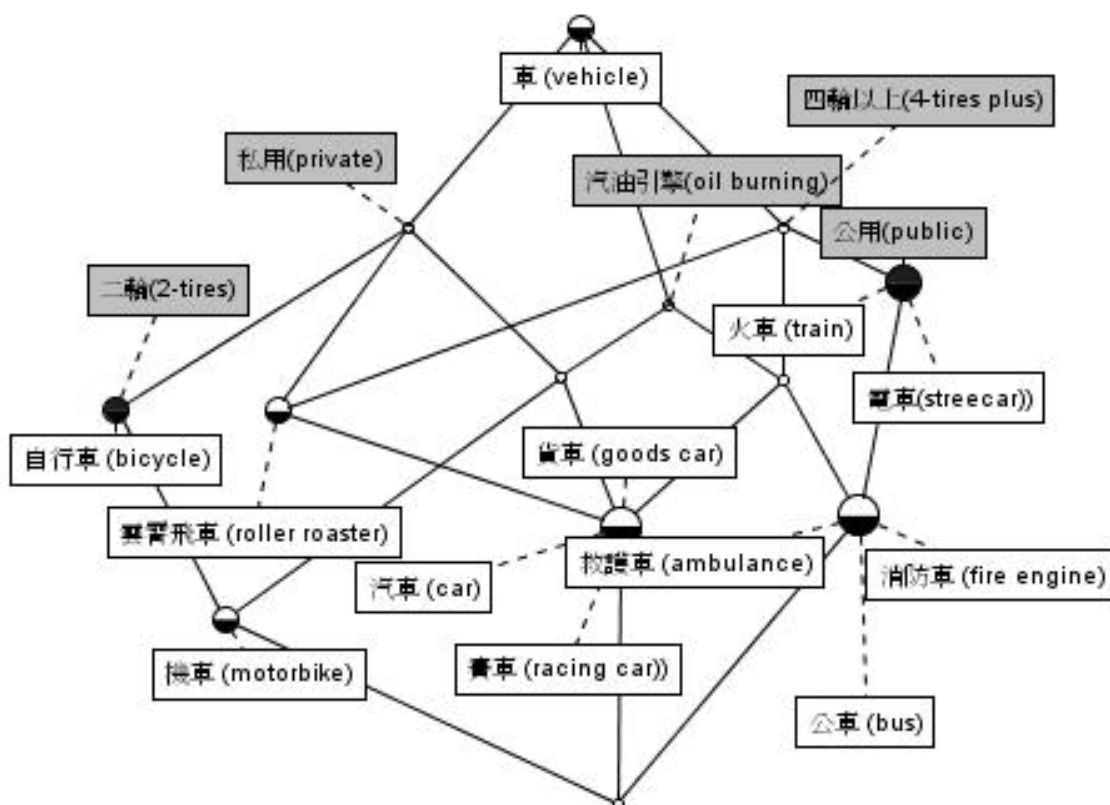 車 (vehicle)
四輪以上(4-tires plus)
私用(private)
汽油引擎(oil burning)
公用(public)
二輪(2-tires)
火車 (train)
電車(streecar))
自行車 (bicycle)
貨車 (goods car)
雲霄飛車 (roller roaster)
救護車 (ambulance)
消防車 (fire engine)
汽車 (car)
機車 (motorbike)
賽車 (racing car))
公車 (bus)